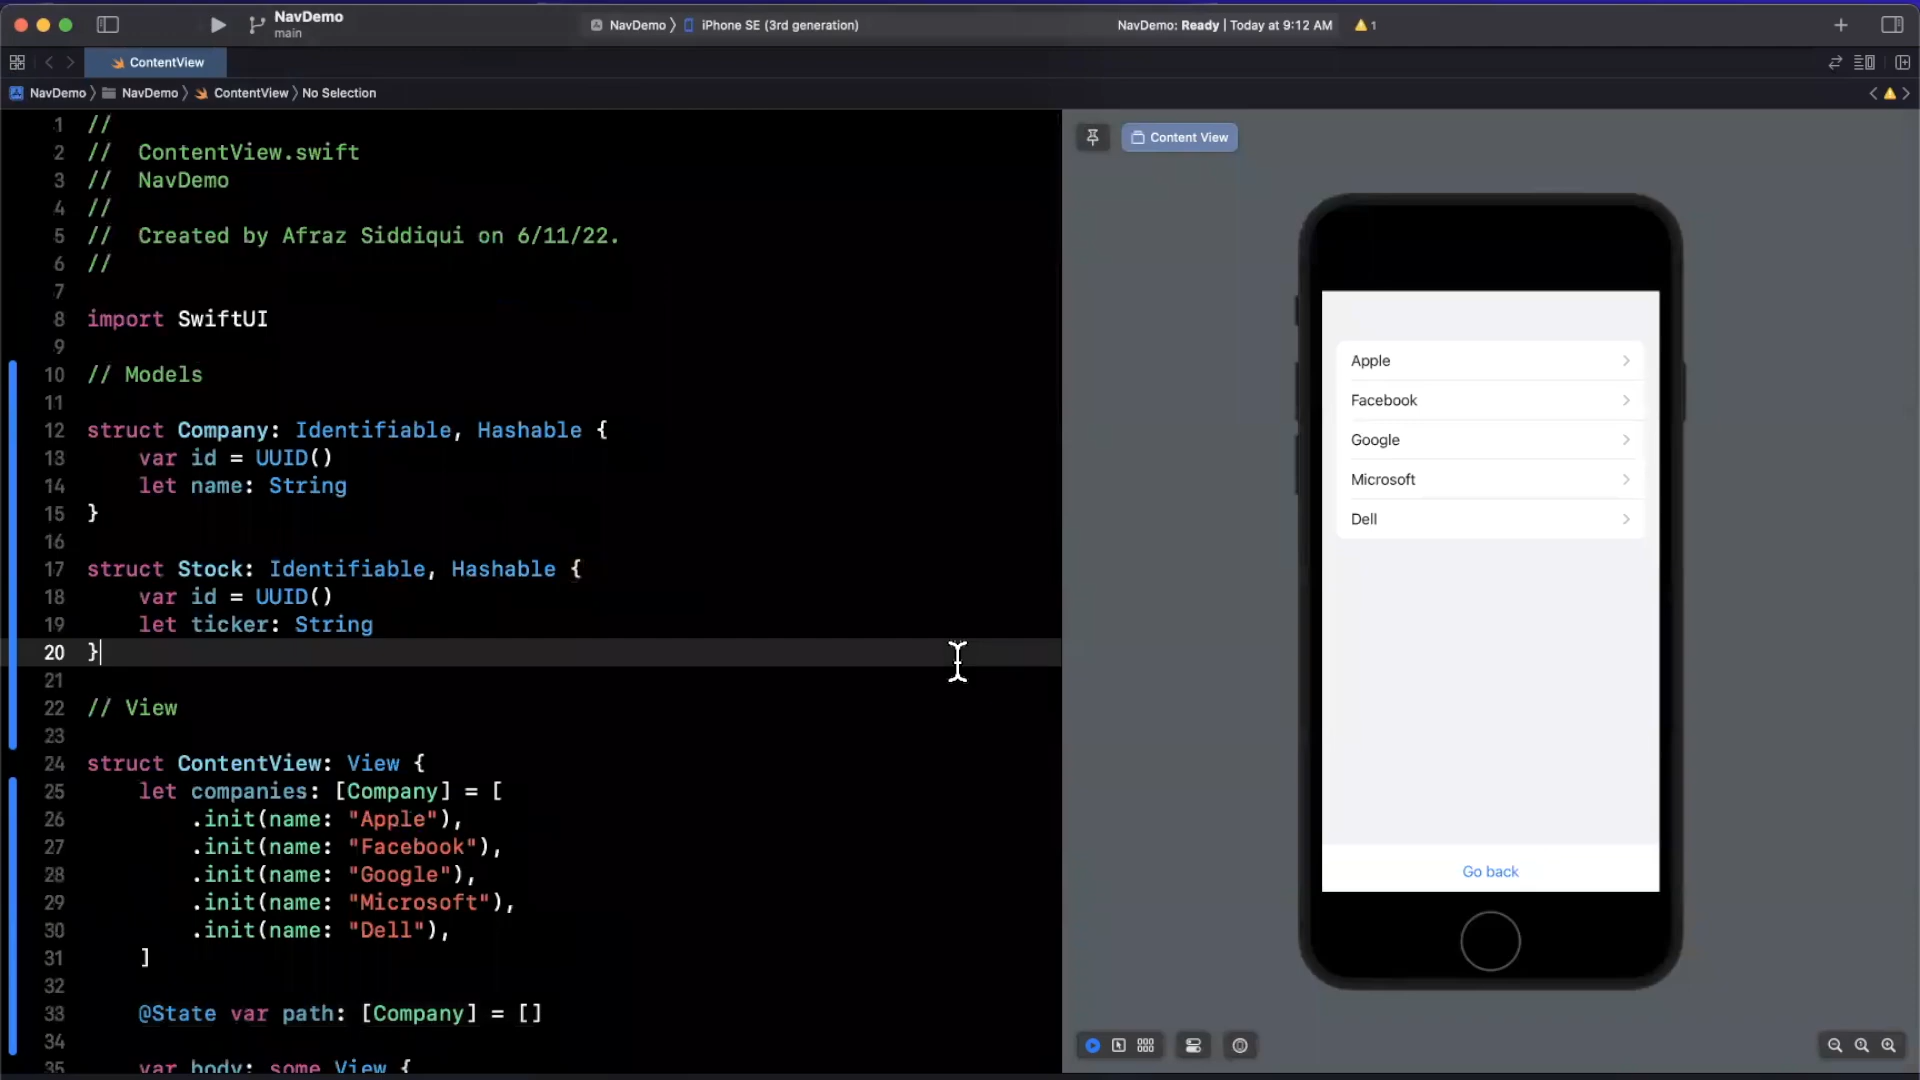 NavDemo
main
NavDemo
iPhone SE (3rd generation)
NavDemo: Ready | Today at 9:12 AM
1
ContentView
NavDemo
NavDemo
ContentView
No Selection
1 //
2 //  ContentView.swift
3 //  NavDemo
4 //
5 //  Created by Afraz Siddiqui on 6/11/22.
6 //
7
8 import SwiftUI
9
10 // Models
11
12 struct Company: Identifiable, Hashable {
13     var id = UUID()
14     let name: String
15 }
16
17 struct Stock: Identifiable, Hashable {
18     var id = UUID()
19     let ticker: String
20 }
21
22 // View
23
24 struct ContentView: View {
25     let companies: [Company] = [
26         .init(name: "Apple"),
27         .init(name: "Facebook"),
28         .init(name: "Google"),
29         .init(name: "Microsoft"),
30         .init(name: "Dell"),
31     ]
32
33     @State var path: [Company] = []
34
35     var body: some View {
Content View
Apple
Facebook
Google
Microsoft
Dell
Go back